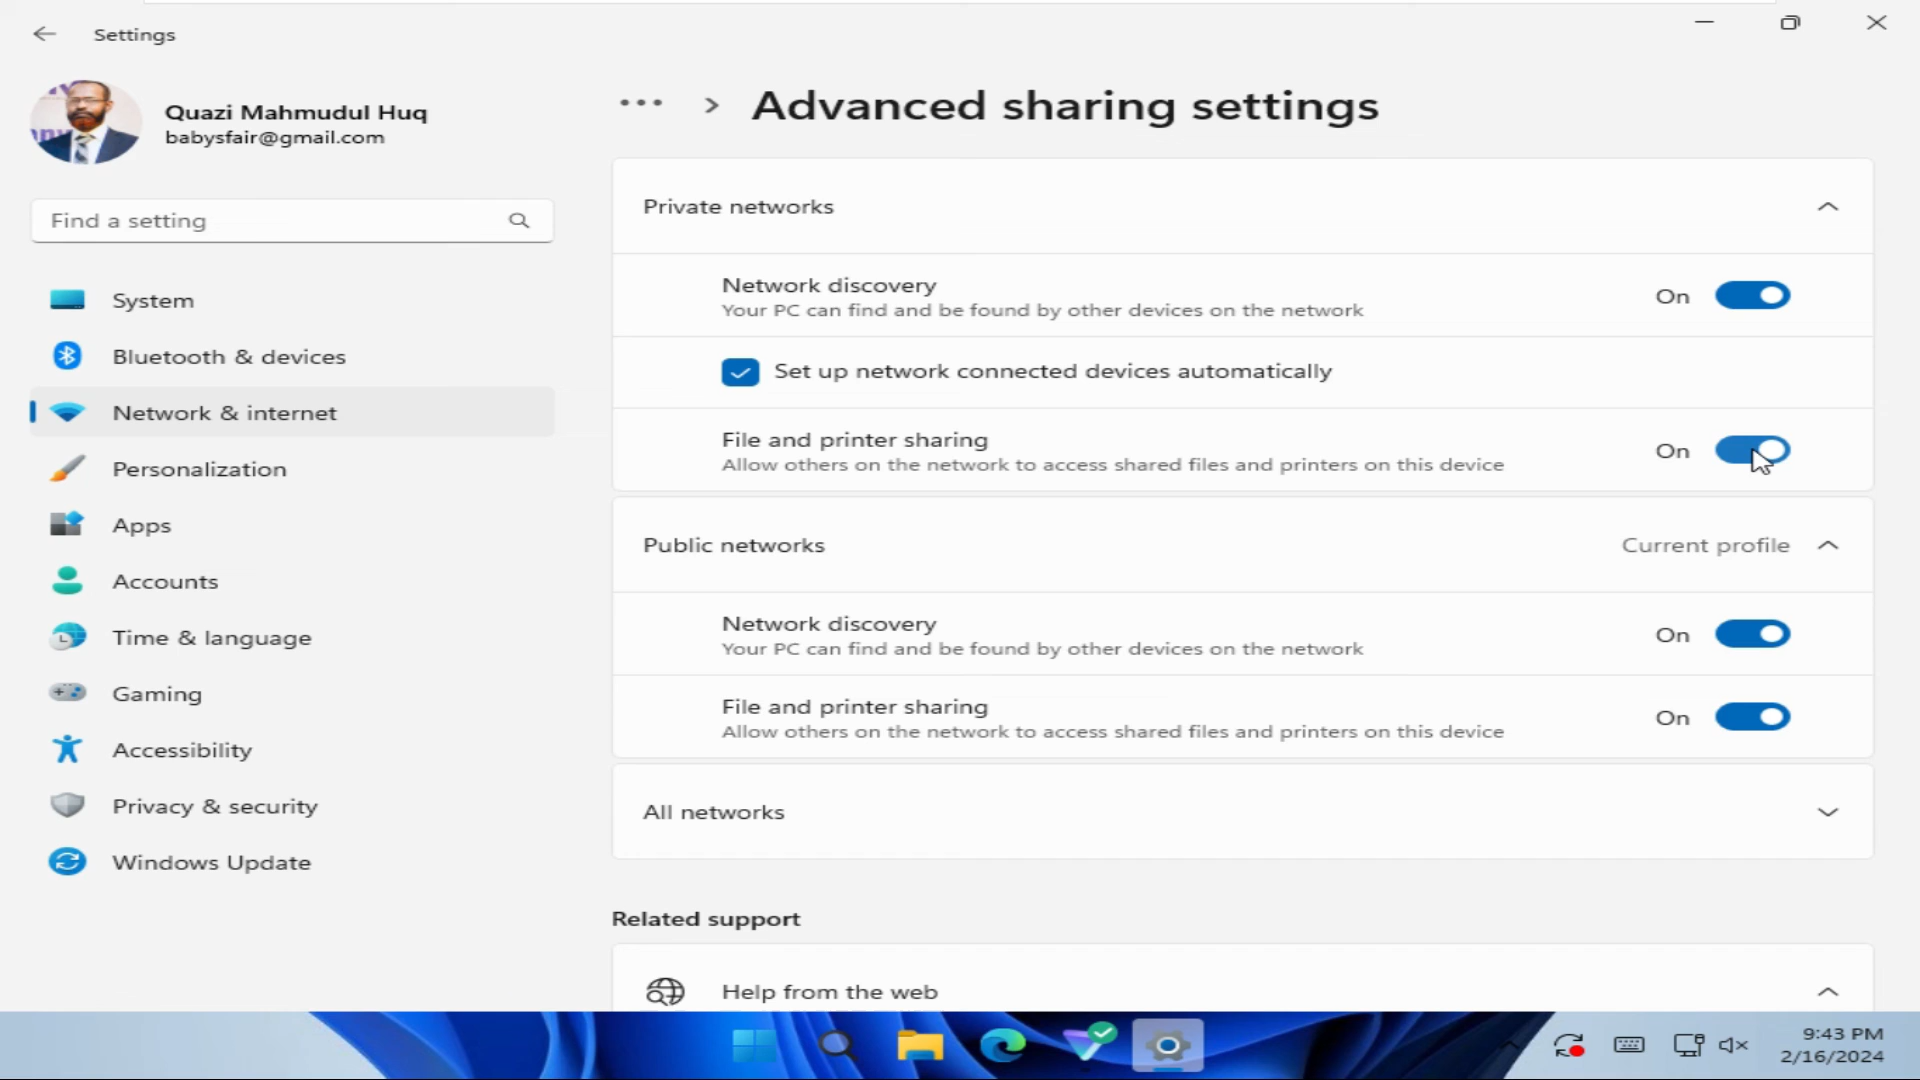 Settings
Quazi Mahmudul Huq
babysfair@gmail.com
Find a setting
System
Bluetooth & devices
Network & internet
Personalization
Apps
Accounts
Time & language
Gaming
Accessibility
Privacy & security
Windows Update
Advanced sharing settings
Private networks
Network discovery
Your PC can find and be found by other devices on the network
On
Set up network connected devices automatically
File and printer sharing
Allow others on the network to access shared files and printers on this device
On
Public networks
Current profile
Network discovery
Your PC can find and be found by other devices on the network
On
File and printer sharing
Allow others on the network to access shared files and printers on this device
On
All networks
Related support
Help from the web
9:43 PM
2/16/2024